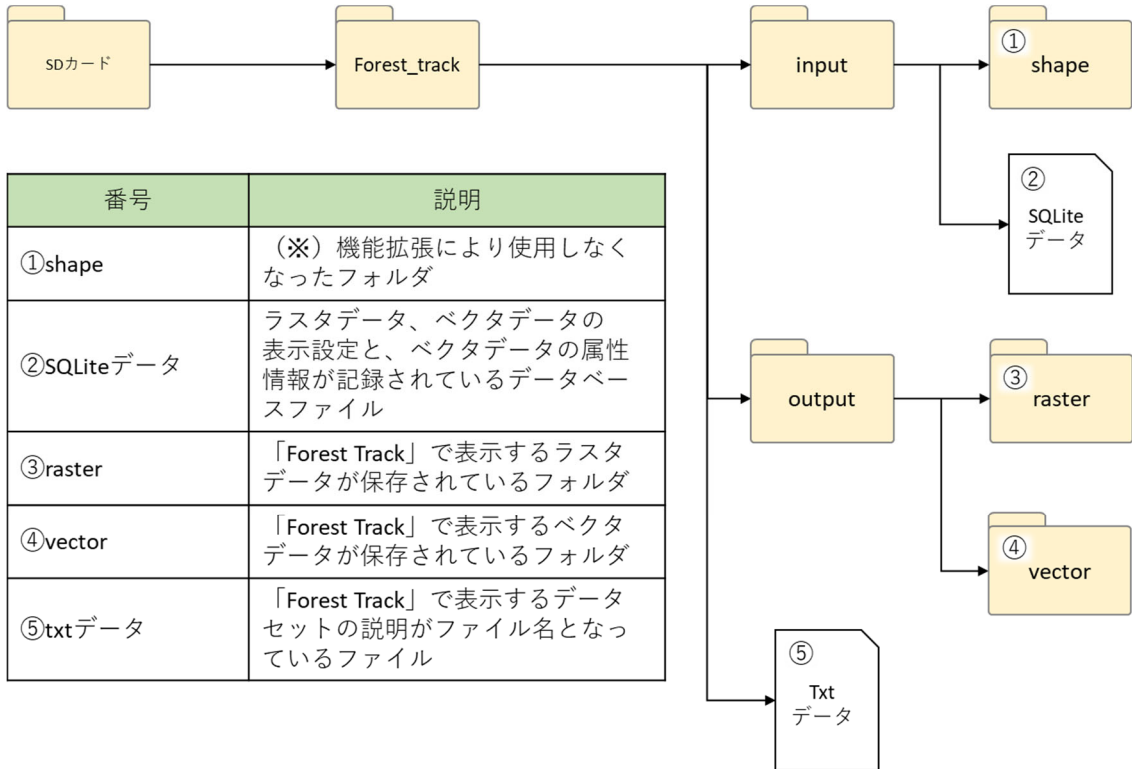 SDカード
Forest_track
input
①
shape
②
SQLite
データ
番号
説明
①shape
（※）機能拡張により使用しなく
なったフォルダ
②SQLiteデータ
ラスタデータ、ベクタデータの
表示設定と、ベクタデータの属性
情報が記録されているデータベー
スファイル
③raster
「Forest Track」で表示するラスタ
データが保存されているフォルダ
④vector
「Forest Track」で表示するベクタ
データが保存されているフォルダ
⑤txtデータ
「Forest Track」で表示するデータ
セットの説明がファイル名となっ
ているファイル
output
③
raster
④
vector
⑤
Txt
データ